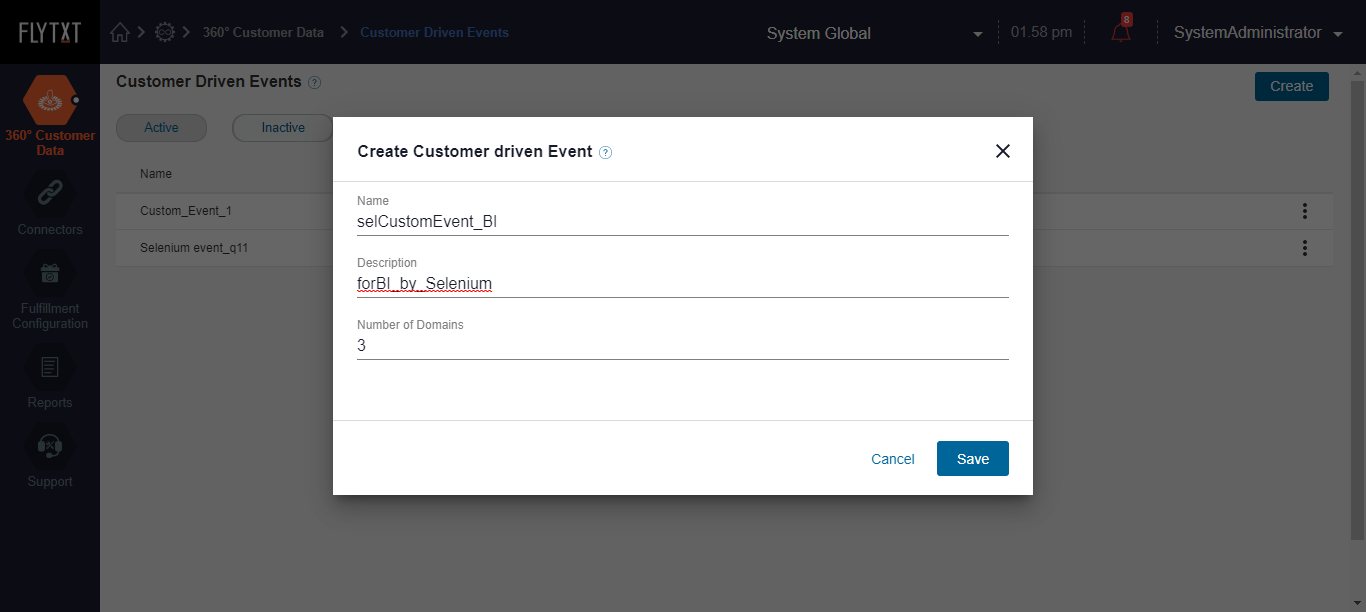 FLYTXT
360° Customer Data
Customer Driven Events
System Global
01.58 pm
8
SystemAdministrator
Customer Driven Events ?
Create
Active
Inactive
Name
Custom_Event_1
Selenium event_q11
360° Customer
Data
Connectors
Fulfillment
Configuration
Reports
Support
Create Customer driven Event ?
Name
selCustomEvent_BI
Description
forBI_by_Selenium
Number of Domains
3
Cancel
Save